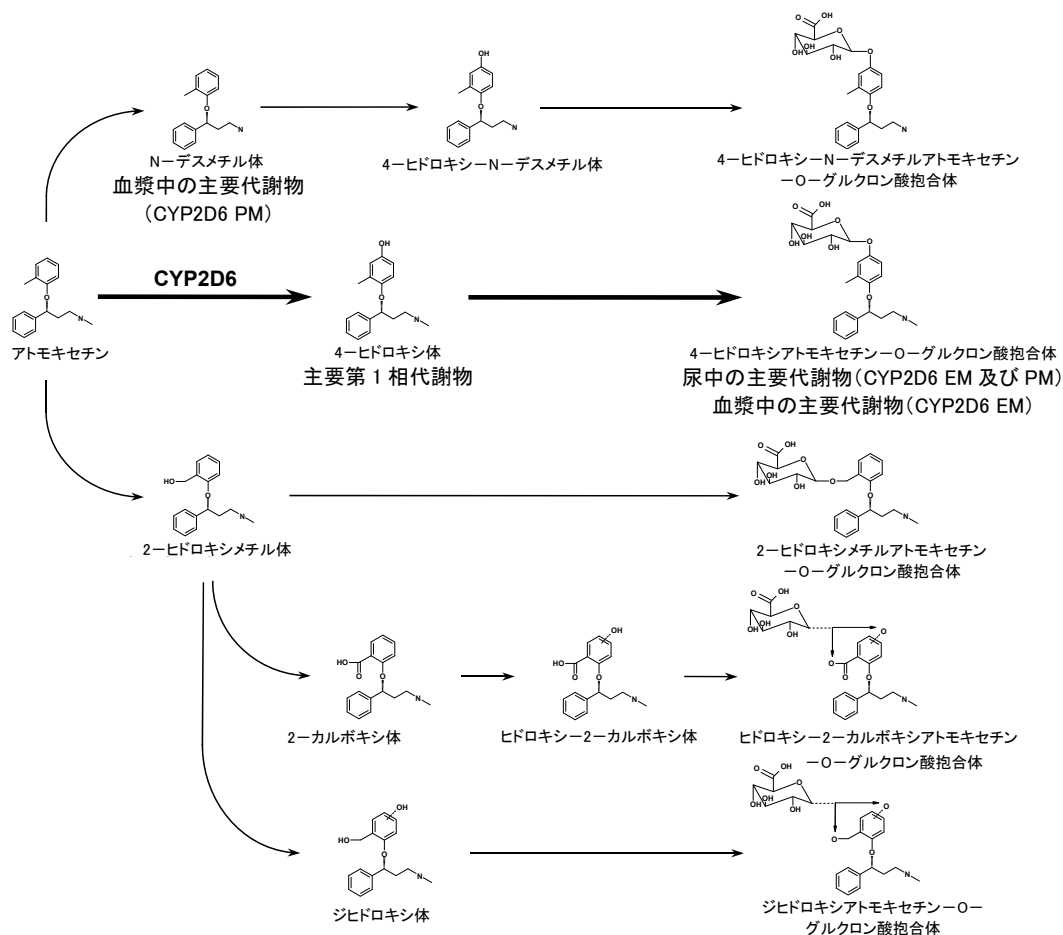 N－デスメチル体
血漿中の主要代謝物
（CYP2D6 PM）
4－ヒドロキシ－N－デスメチル体
4－ヒドロキシ－N－デスメチルアトモキセチン
－O－グルクロン酸抱合体
アトモキセチン
CYP2D6
4－ヒドロキシ体
主要第１相代謝物
4－ヒドロキシアトモキセチン－O－グルクロン酸抱合体
尿中の主要代謝物（CYP2D6 EM 及び PM）
血漿中の主要代謝物（CYP2D6 EM）
2－ヒドロキシメチル体
2－ヒドロキシメチルアトモキセチン
－O－グルクロン酸抱合体
2－カルボキシ体
ヒドロキシ－2－カルボキシ体
ヒドロキシ－2－カルボキシアトモキセチン
－O－グルクロン酸抱合体
ジヒドロキシ体
ジヒドロキシアトモキセチン－O－
グルクロン酸抱合体